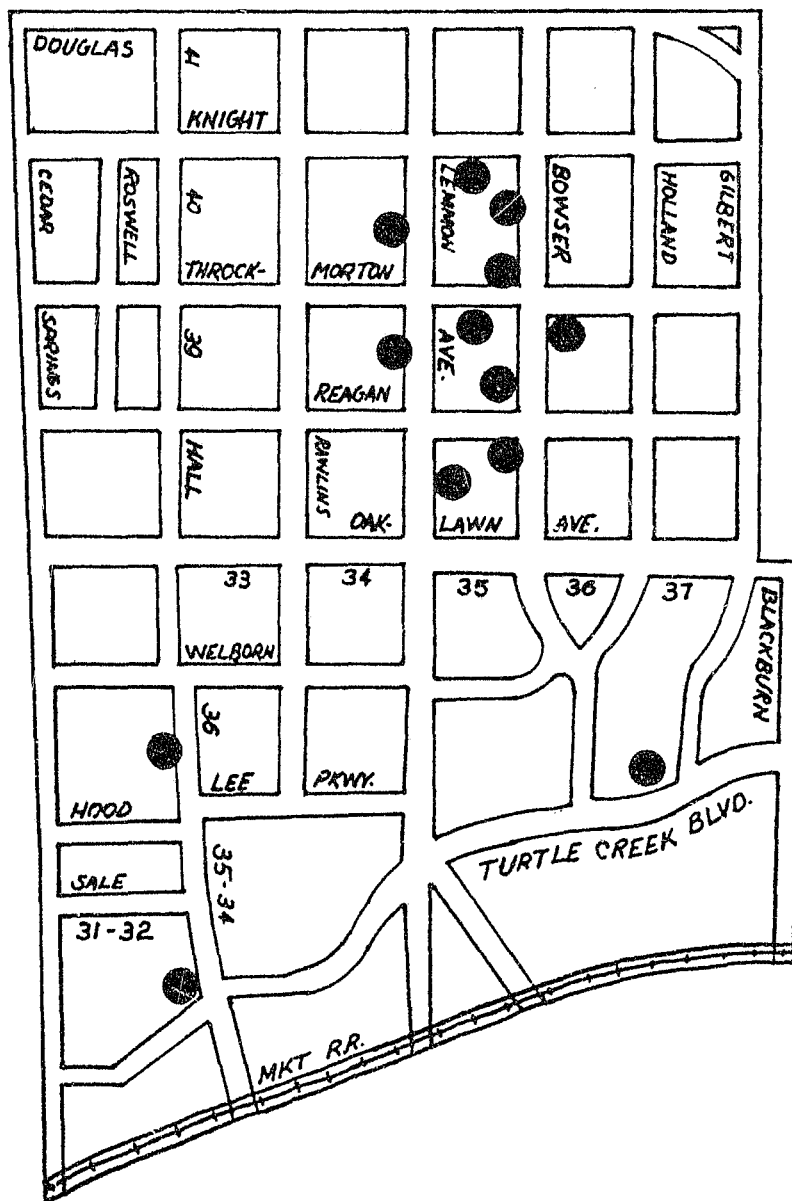 DOUGLAS
41
KNIGHT
CEDAR
ROSWELL
40
LEMMON
BOWSER
HOLLAND
GILBERT
THROCK-
MORTON
SPRINGS
39
AVE.
REAGAN
HALL
RAWLINS
OAK-
LAWN
AVE.
33
34
35
36
37
BLACKBURN
WELBORN
36
LEE
PKWY.
HOOD
TURTLE CREEK BLVD.
35-34
SALE
31-32
MKT RR.